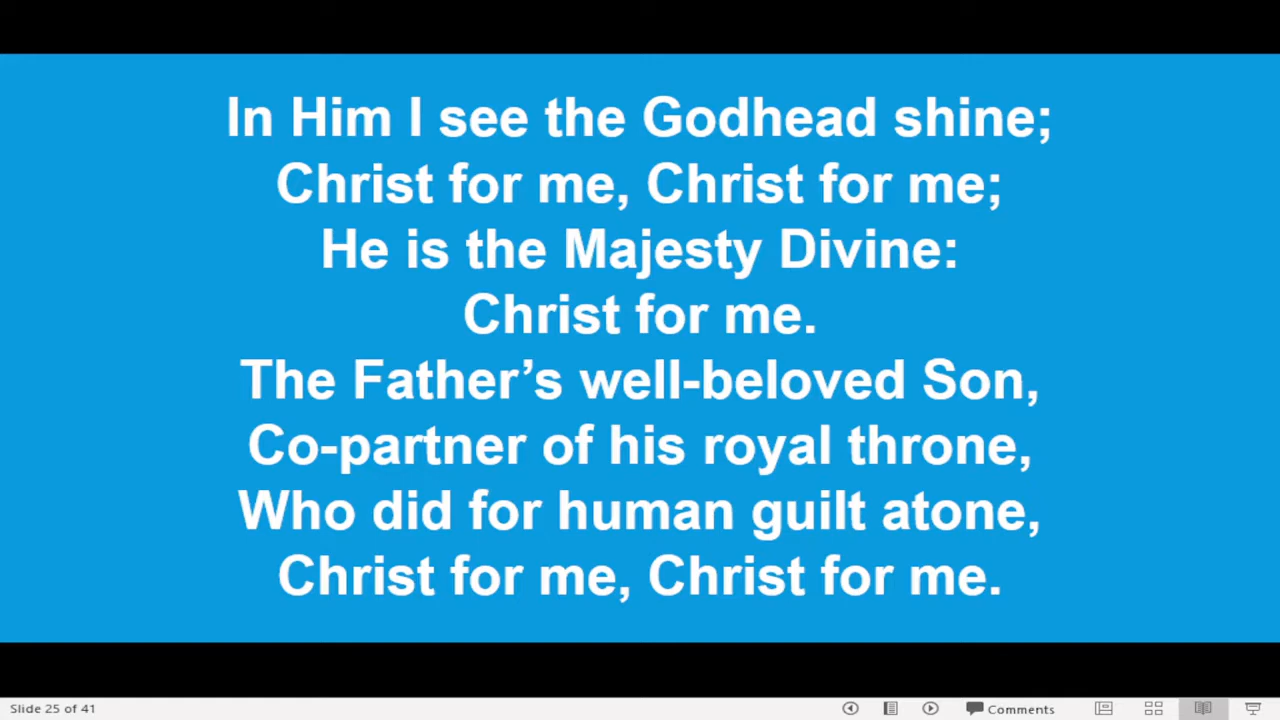 In Him I see the Godhead shine;
Christ for me, Christ for me;
He is the Majesty Divine:
Christ for me.
The Father’s well-beloved Son,
Co-partner of his royal throne,
Who did for human guilt atone,
Christ for me, Christ for me.
Slide 25 of 41
Comments